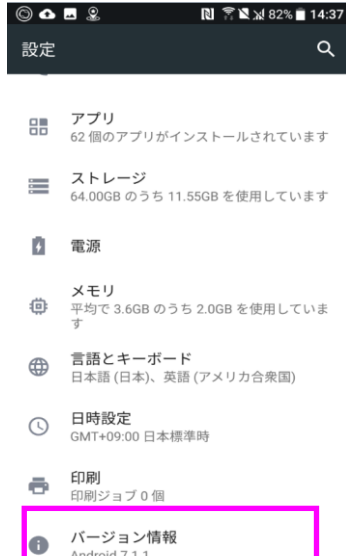 82% 14:37
設定
アプリ
62 個のアプリがインストールされています
ストレージ
64.00GB のうち 11.55GB を使用しています
電源
メモリ
平均で 3.6GB のうち 2.0GB を使用していま
す
言語とキーボード
日本語 (日本)、英語 (アメリカ合衆国)
日時設定
GMT+09:00 日本標準時
印刷
印刷ジョブ 0 個
バージョン情報
Android 7.1.1